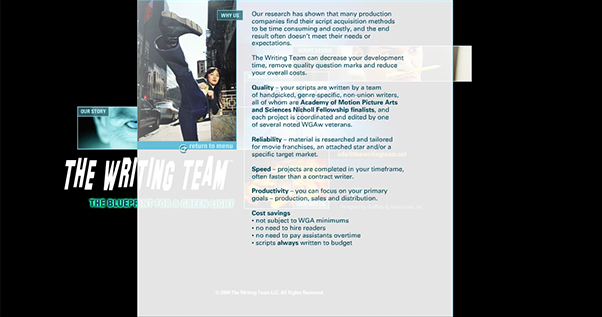 WHY US
Our research has shown that many production
companies find their script acquisition methods
to be time consuming and costly, and the end
result often doesn't meet their needs or
expectations.
The Writing Team can decrease your development
time, remove quality question marks and reduce
your overall costs.
Quality – your scripts are written by a team
of handpicked, genre-specific, non-union writers,
all of whom are Academy of Motion Picture Arts
and Sciences Nicholl Fellowship finalists, and
each project is coordinated and edited by one
of several noted WGAw veterans.
Reliability – material is researched and tailored
for movie franchises, an attached star and/or a
specific target market.
Speed – projects are completed in your timeframe,
often faster than a contract writer.
Productivity – you can focus on your primary
goals – production, sales and distribution.
Cost savings
• not subject to WGA minimums
• no need to hire readers
• no need to pay assistants overtime
• scripts always written to budget
OUR STORY
return to menu
THE WRITING TEAM™
THE BLUEPRINT FOR A GREEN LIGHT
The Writing Team LLC. All Rights Reserved.